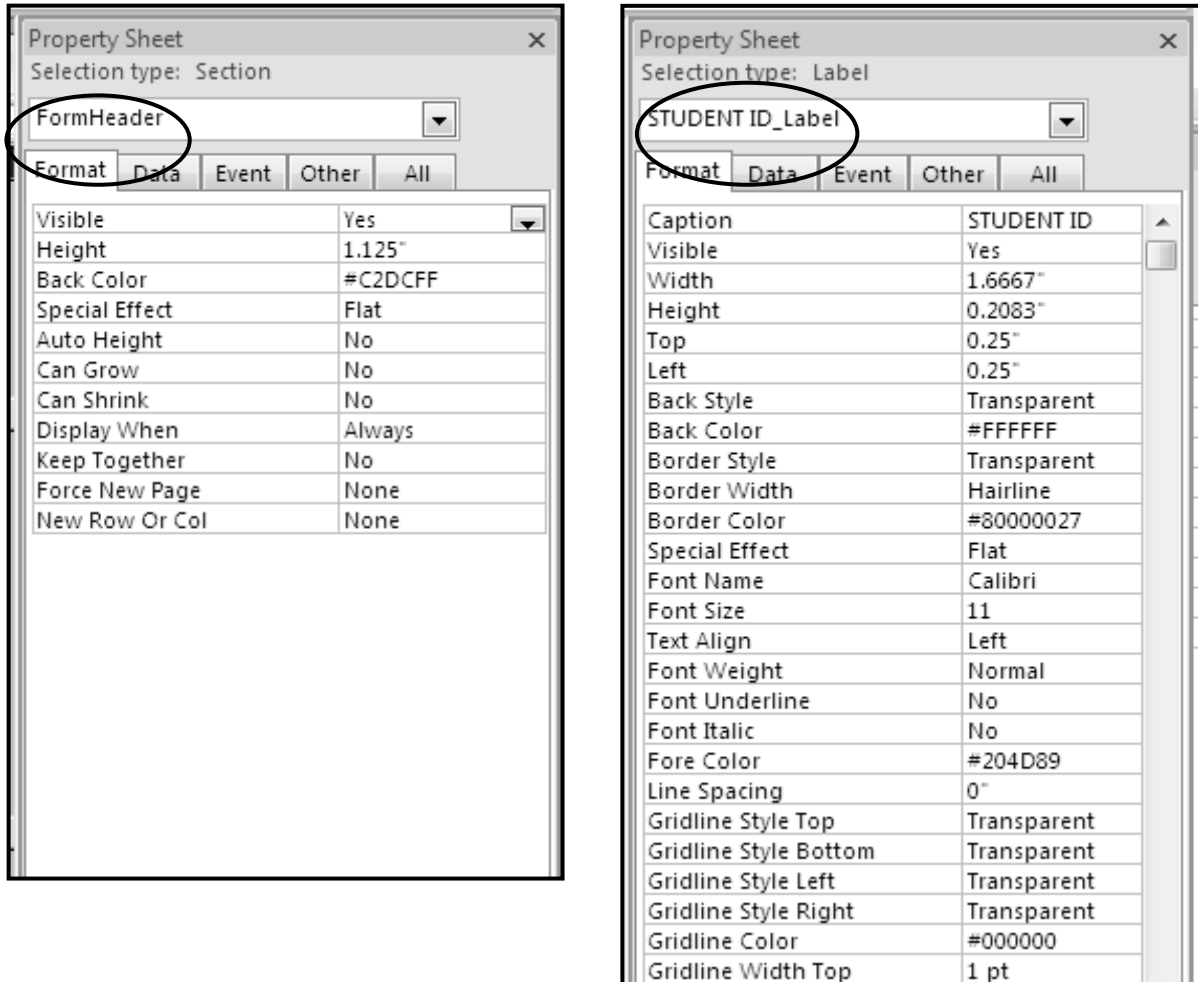 Property Sheet
Selection type: Section
FormHeader
Format Data Event Other All
Visible Yes
Height 1.125"
Back Color #C2DCFF
Special Effect Flat
Auto Height No
Can Grow No
Can Shrink No
Display When Always
Keep Together No
Force New Page None
New Row Or Col None
Property Sheet
Selection type: Label
STUDENT ID_Label
Format Data Event Other All
Caption STUDENT ID
Visible Yes
Width 1.6667"
Height 0.2083"
Top 0.25"
Left 0.25"
Back Style Transparent
Back Color #FFFFFF
Border Style Transparent
Border Width Hairline
Border Color #80000027
Special Effect Flat
Font Name Calibri
Font Size 11
Text Align Left
Font Weight Normal
Font Underline No
Font Italic No
Fore Color #204D89
Line Spacing 0"
Gridline Style Top Transparent
Gridline Style Bottom Transparent
Gridline Style Left Transparent
Gridline Style Right Transparent
Gridline Color #000000
Gridline Width Top 1 pt